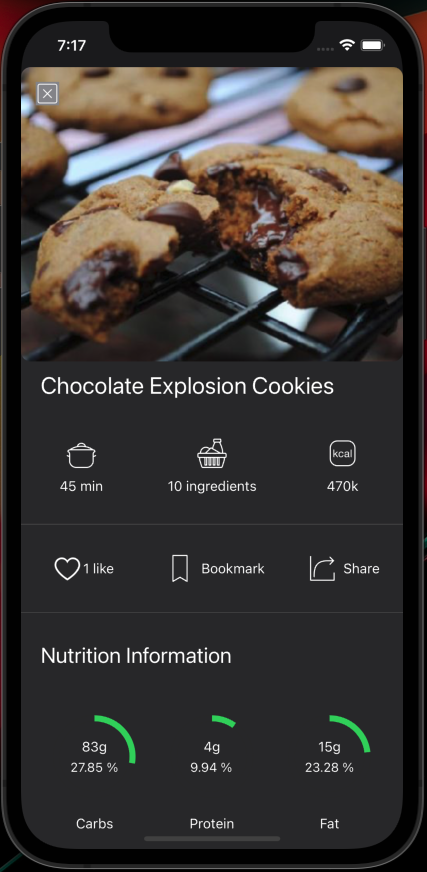 7:17
Chocolate Explosion Cookies
kcal
45 min
10 ingredients
470k
1 like
Bookmark
Share
Nutrition Information
83g
4g
15g
27.85 %
9.94 %
23.28 %
Carbs
Protein
Fat